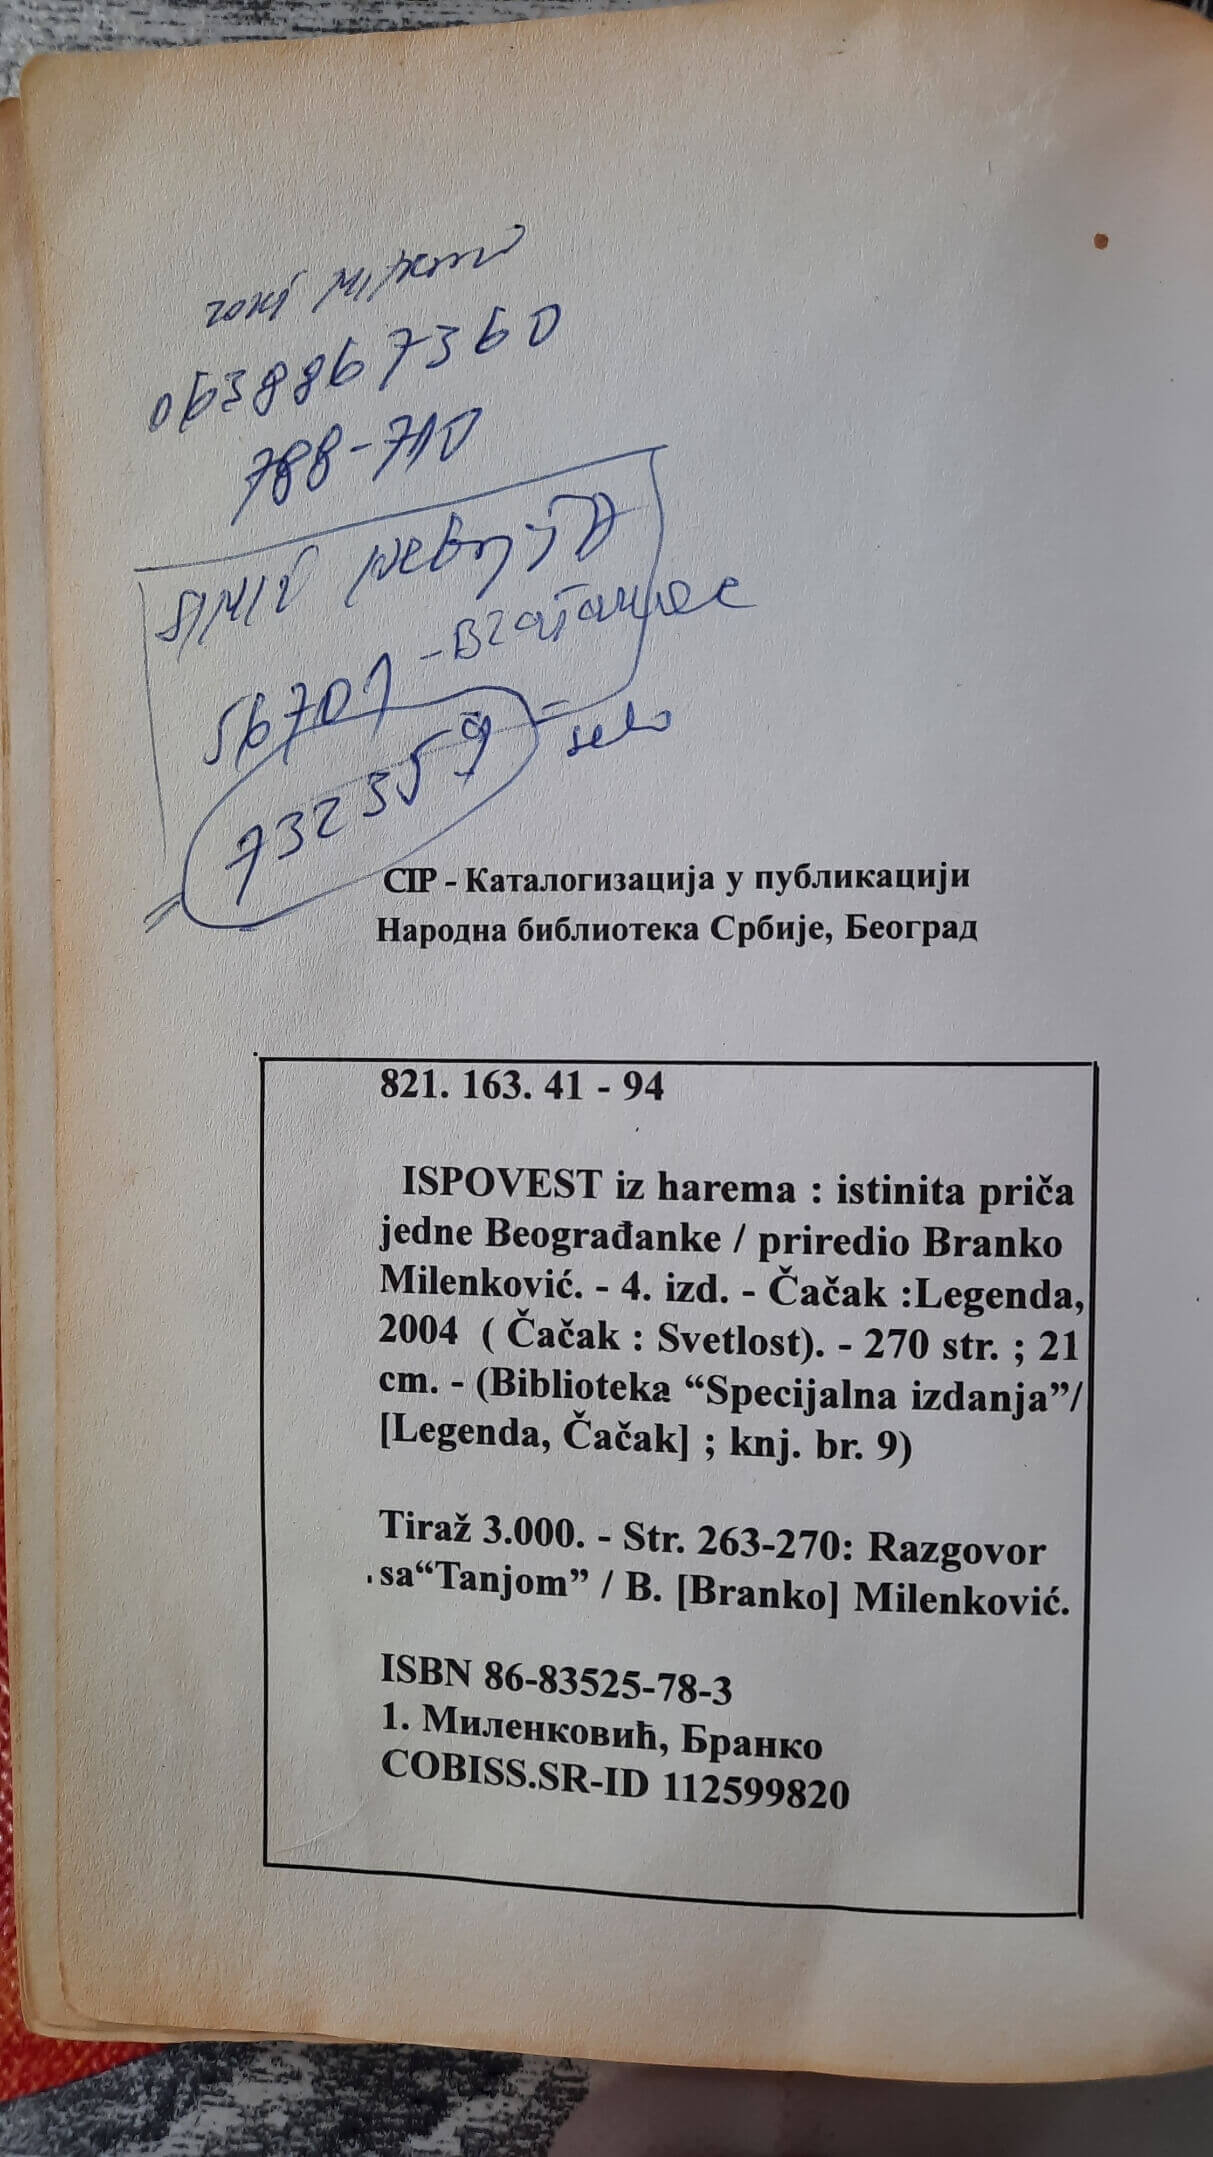 0638867360
788-710
56701
732359
selo
CIP - Каталогизација у публикацији
Народна библиотека Србије, Београд
821. 163. 41 - 94
ISPOVEST iz harema : istinita priča
jedne Beograđanke / priredio Branko
Milenković. - 4. izd. - Čačak :Legenda,
2004 ( Čačak : Svetlost). - 270 str. ; 21
cm. - (Biblioteka “Specijalna izdanja”/
[Legenda, Čačak] ; knj. br. 9)
Tiraž 3.000. - Str. 263-270: Razgovor
sa“Tanjom” / B. [Branko] Milenković.
ISBN 86-83525-78-3
1. Миленковић, Бранко
COBISS.SR-ID 112599820